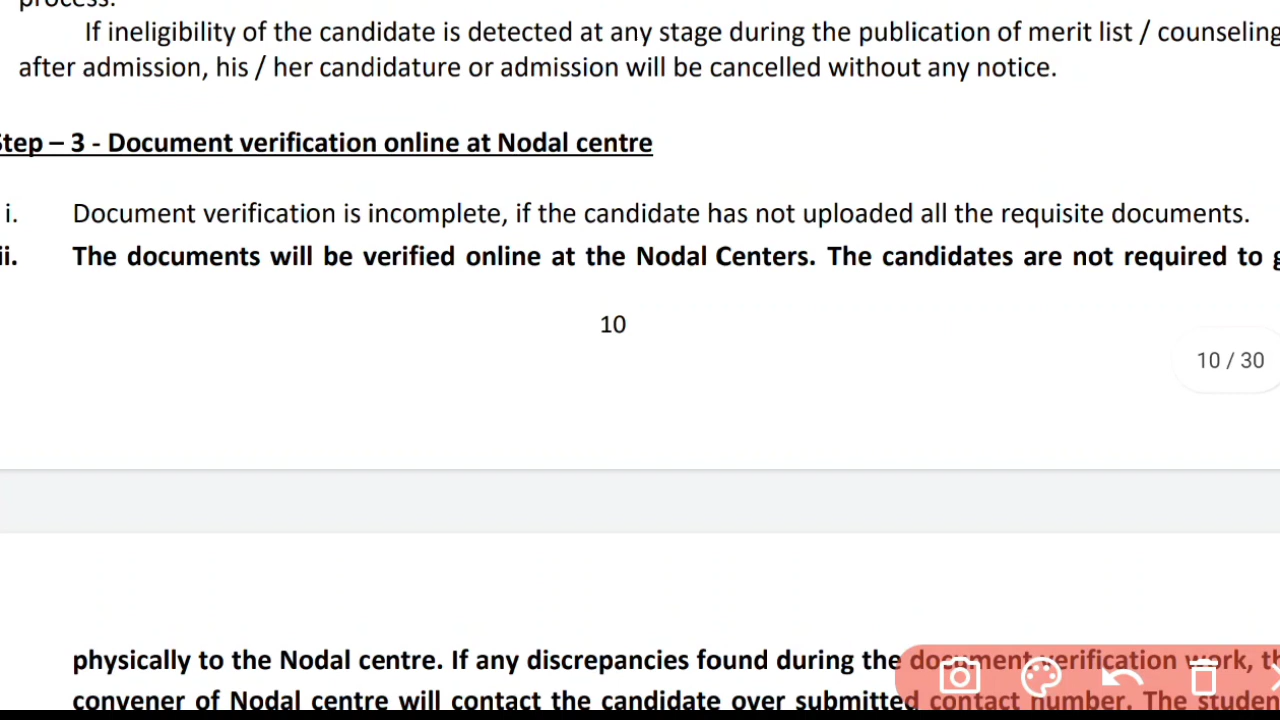 process.
If ineligibility of the candidate is detected at any stage during the publication of merit list / counseling
after admission, his / her candidature or admission will be cancelled without any notice.
Step – 3 - Document verification online at Nodal centre
i. Document verification is incomplete, if the candidate has not uploaded all the requisite documents.
ii. The documents will be verified online at the Nodal Centers. The candidates are not required to
10
10 / 30
physically to the Nodal centre. If any discrepancies found during the document verification work,
convener of Nodal centre will contact the candidate over submitted contact number. The